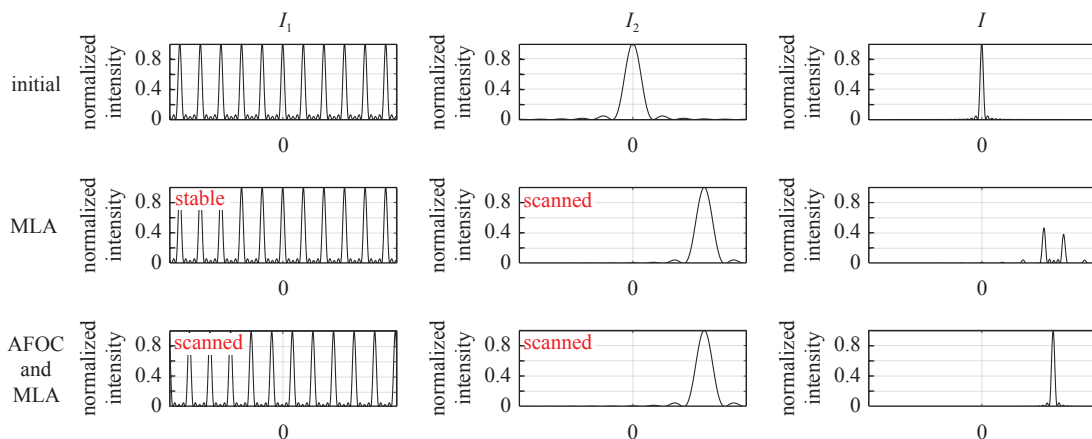 I₁ I₂ I
initial
normalized
intensity
0.8
0.4
0
0
normalized
intensity
0.8
0.4
0
0
normalized
intensity
0.8
0.4
0
0
MLA
normalized
intensity
0.8
0.4
0
stable
0
normalized
intensity
0.8
0.4
0
scanned
0
normalized
intensity
0.8
0.4
0
0
AFOC
and
MLA
normalized
intensity
0.8
0.4
0
scanned
0
normalized
intensity
0.8
0.4
0
scanned
0
normalized
intensity
0.8
0.4
0
0